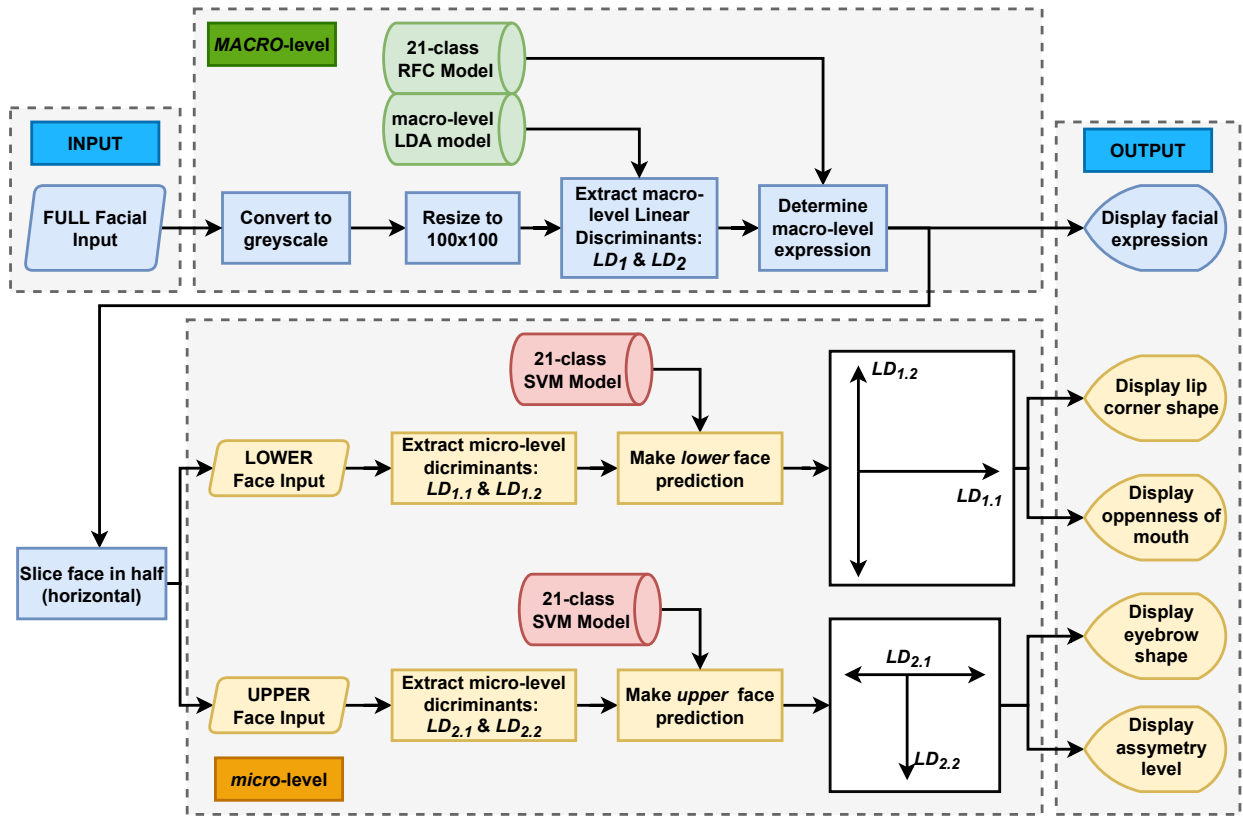 MACRO-level
21-class
RFC Model
macro-level
LDA model
INPUT
FULL Facial
Input
Convert to
greyscale
Resize to
100x100
Extract macro-
level Linear
Discriminants:
LD1 & LD2
Determine
macro-level
expression
OUTPUT
Display facial
expression
Slice face in half
(horizontal)
21-class
SVM Model
LOWER
Face Input
Extract micro-level
dicriminants:
LD1.1 & LD1.2
Make lower face
prediction
LD1.2
LD1.1
Display lip
corner shape
Display
oppenness of
mouth
21-class
SVM Model
UPPER
Face Input
Extract micro-level
dicriminants:
LD2.1 & LD2.2
Make upper face
prediction
LD2.1
LD2.2
Display
eyebrow
shape
Display
assymetry
level
micro-level